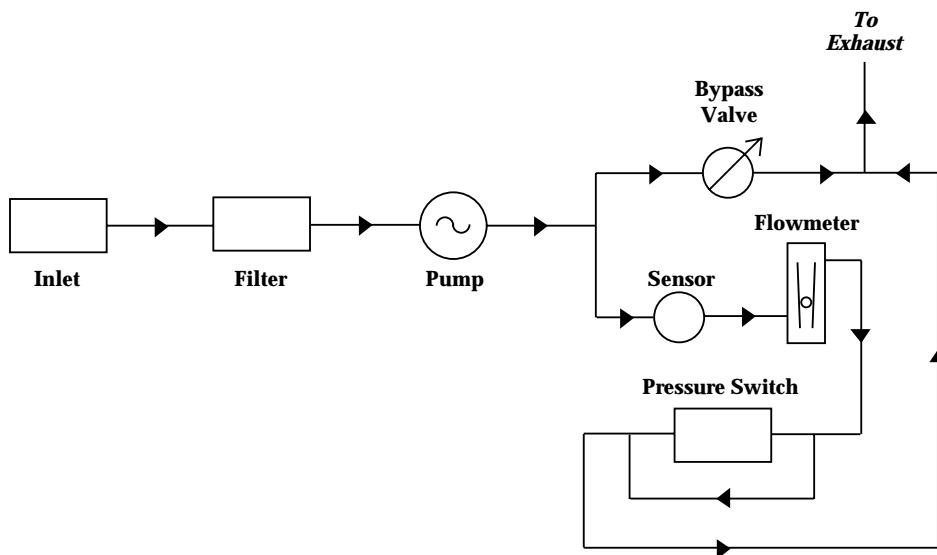 To
Exhaust
Bypass
Valve
Flowmeter
Inlet
Filter
Pump
Sensor
Pressure Switch